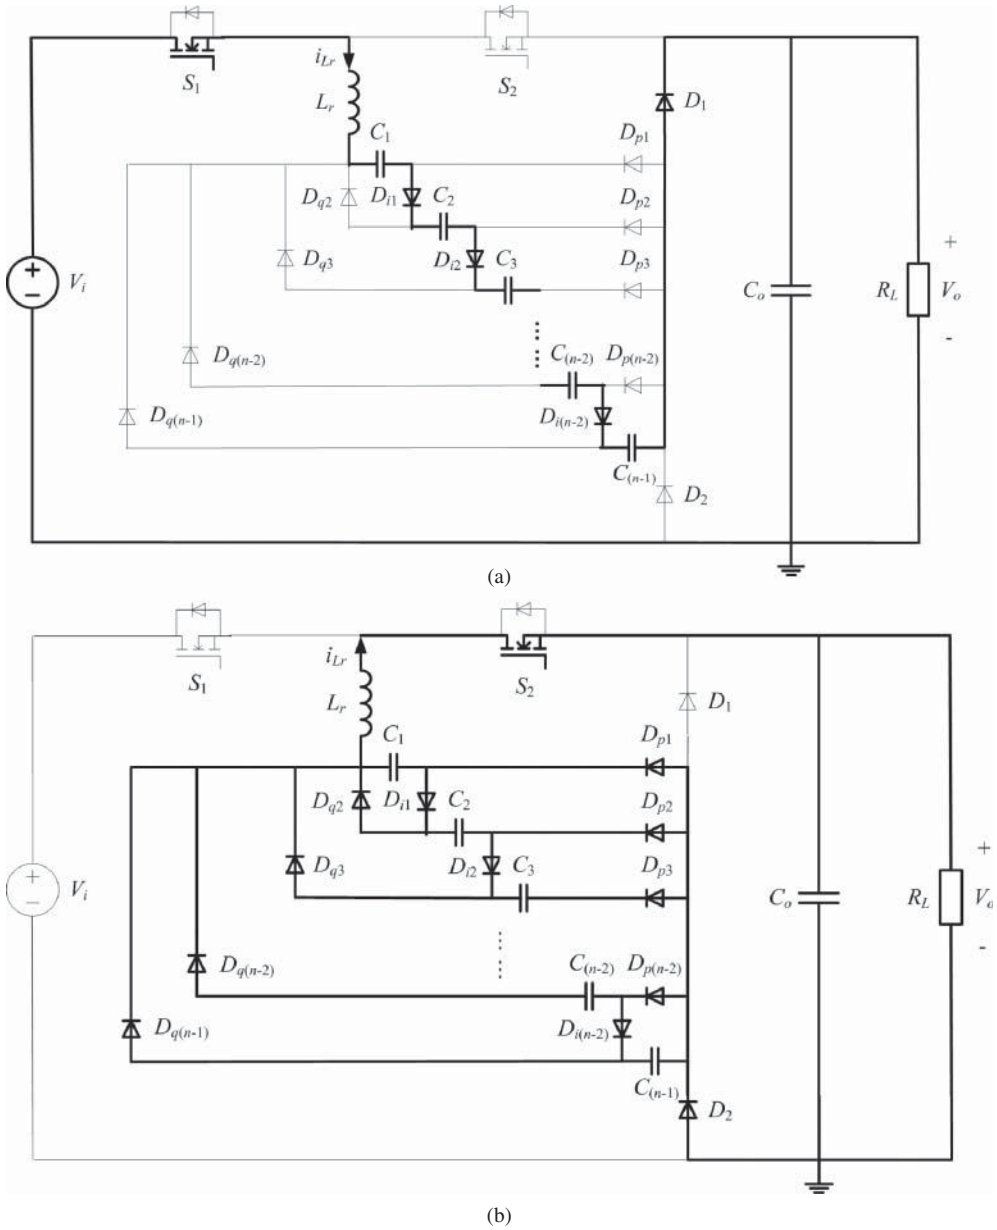 S1
S2
iLr
Lr
D1
C1
Dp1
Dq2
Di1
C2
Dp2
Dq3
Di2
C3
Dp3
+
−
Vi
+
Co
RL
Vo
-
Dq(n-2)
C(n-2)
Dp(n-2)
Dq(n-1)
Di(n-2)
C(n-1)
D2
(a)
S1
S2
iLr
Lr
D1
C1
Dp1
Dq2
Di1
C2
Dp2
Dq3
Di2
C3
Dp3
+
−
Vi
+
Co
RL
Vo
-
Dq(n-2)
C(n-2)
Dp(n-2)
Dq(n-1)
Di(n-2)
C(n-1)
D2
(b)